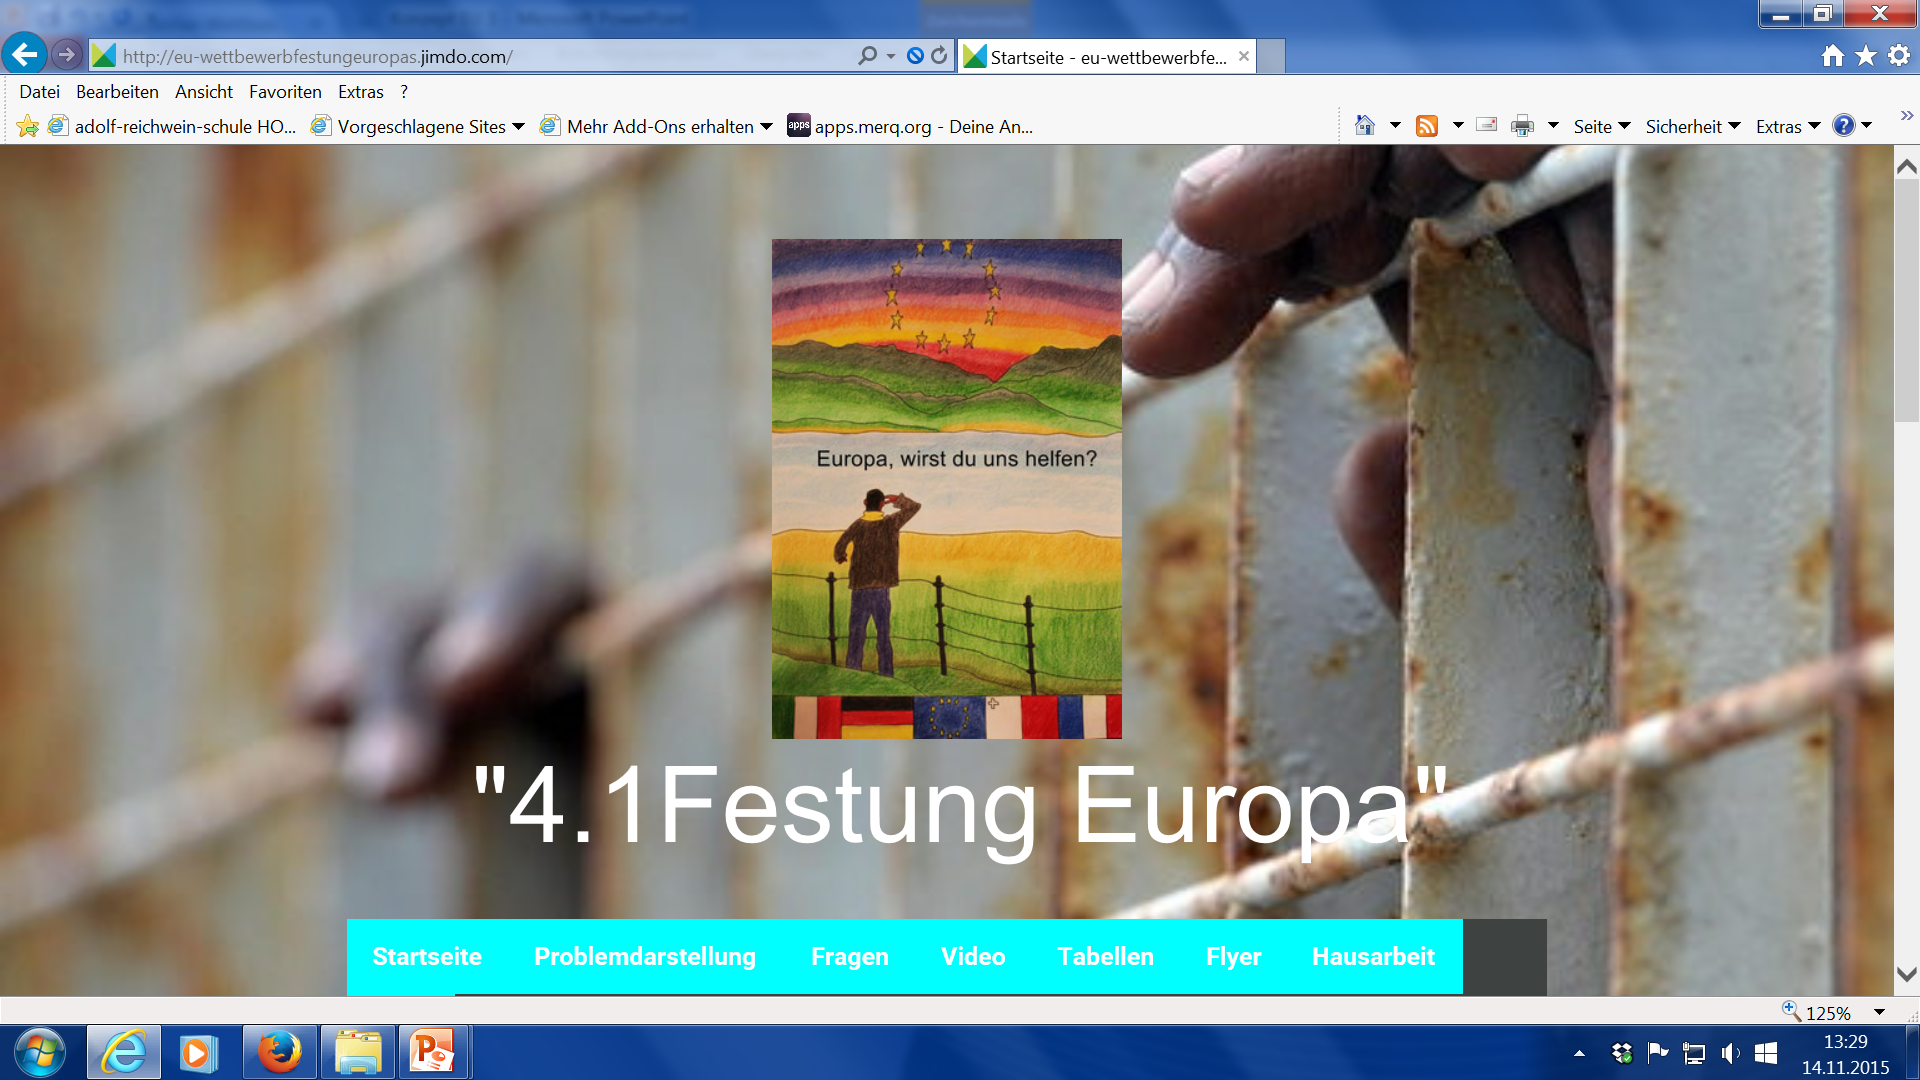 http://eu-wettbewerbfestungeuropas.jimdo.com/
Startseite - eu-wettbewerbfe...
Datei Bearbeiten Ansicht Favoriten Extras ?
adolf-reichwein-schule HO... Vorgeschlagene Sites Mehr Add-Ons erhalten apps apps.merq.org - Deine An... Seite Sicherheit Extras
Europa, wirst du uns helfen?
"4.1Festung Europa"
Startseite Problemdarstellung Fragen Video Tabellen Flyer Hausarbeit
125%
13:29
14.11.2015